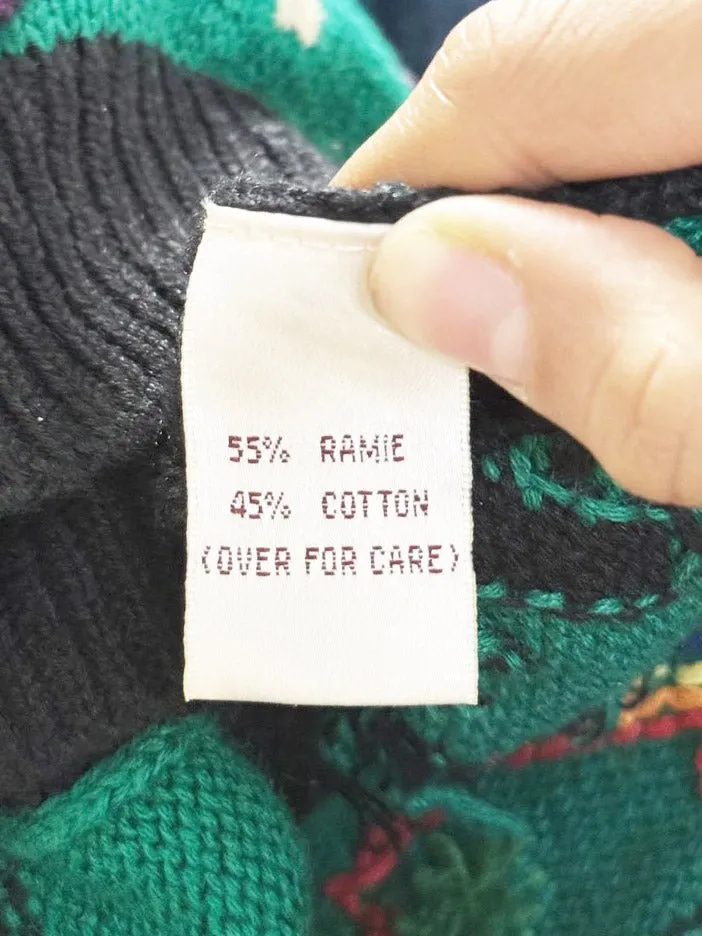 55% RAMIE
45% COTTON
(OVER FOR CARE)